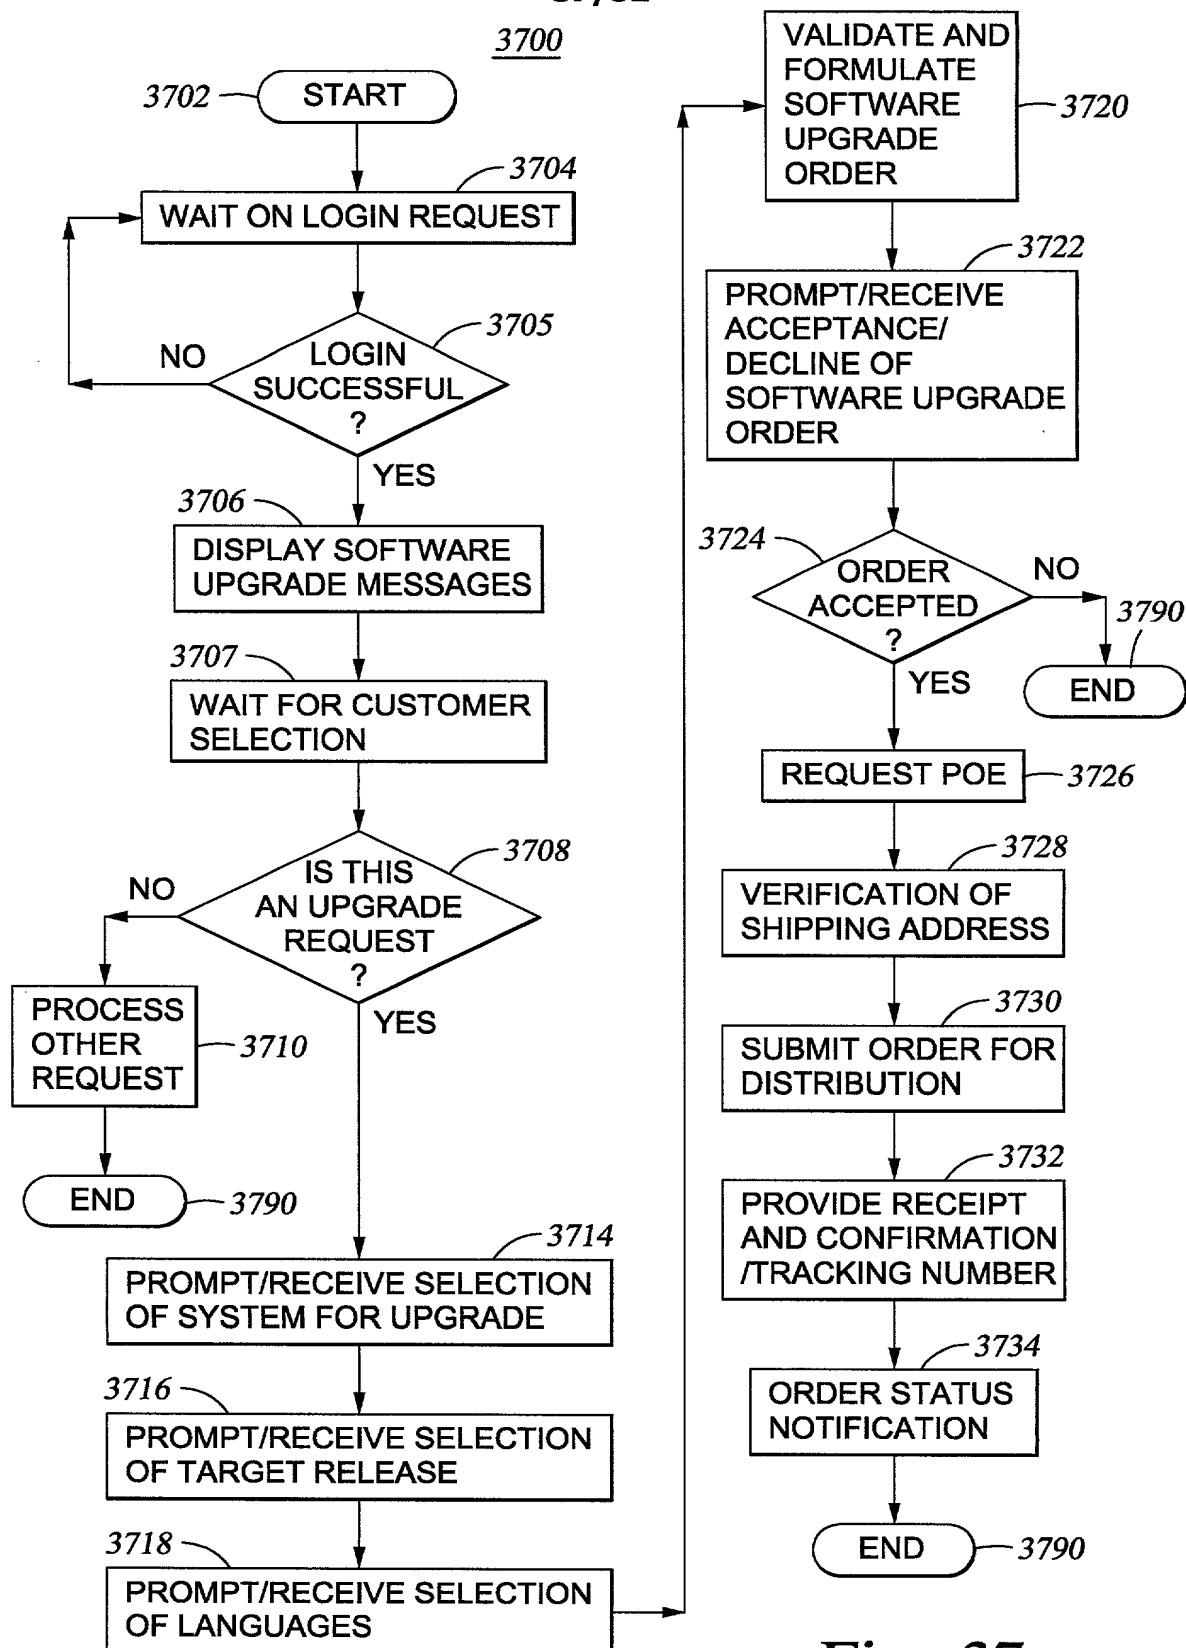 3700
3702
START
3704
WAIT ON LOGIN REQUEST
3705
NO
LOGIN
SUCCESSFUL
?
YES
3706
DISPLAY SOFTWARE
UPGRADE MESSAGES
3707
WAIT FOR CUSTOMER
SELECTION
3708
NO
IS THIS
AN UPGRADE
REQUEST
?
YES
PROCESS
OTHER
REQUEST
3710
END
3790
3714
PROMPT/RECEIVE SELECTION
OF SYSTEM FOR UPGRADE
3716
PROMPT/RECEIVE SELECTION
OF TARGET RELEASE
3718
PROMPT/RECEIVE SELECTION
OF LANGUAGES
VALIDATE AND
FORMULATE
SOFTWARE
UPGRADE
ORDER
3720
3722
PROMPT/RECEIVE
ACCEPTANCE/
DECLINE OF
SOFTWARE UPGRADE
ORDER
3724
ORDER
ACCEPTED
?
NO
3790
END
YES
REQUEST POE
3726
3728
VERIFICATION OF
SHIPPING ADDRESS
3730
SUBMIT ORDER FOR
DISTRIBUTION
3732
PROVIDE RECEIPT
AND CONFIRMATION
/TRACKING NUMBER
3734
ORDER STATUS
NOTIFICATION
END
3790